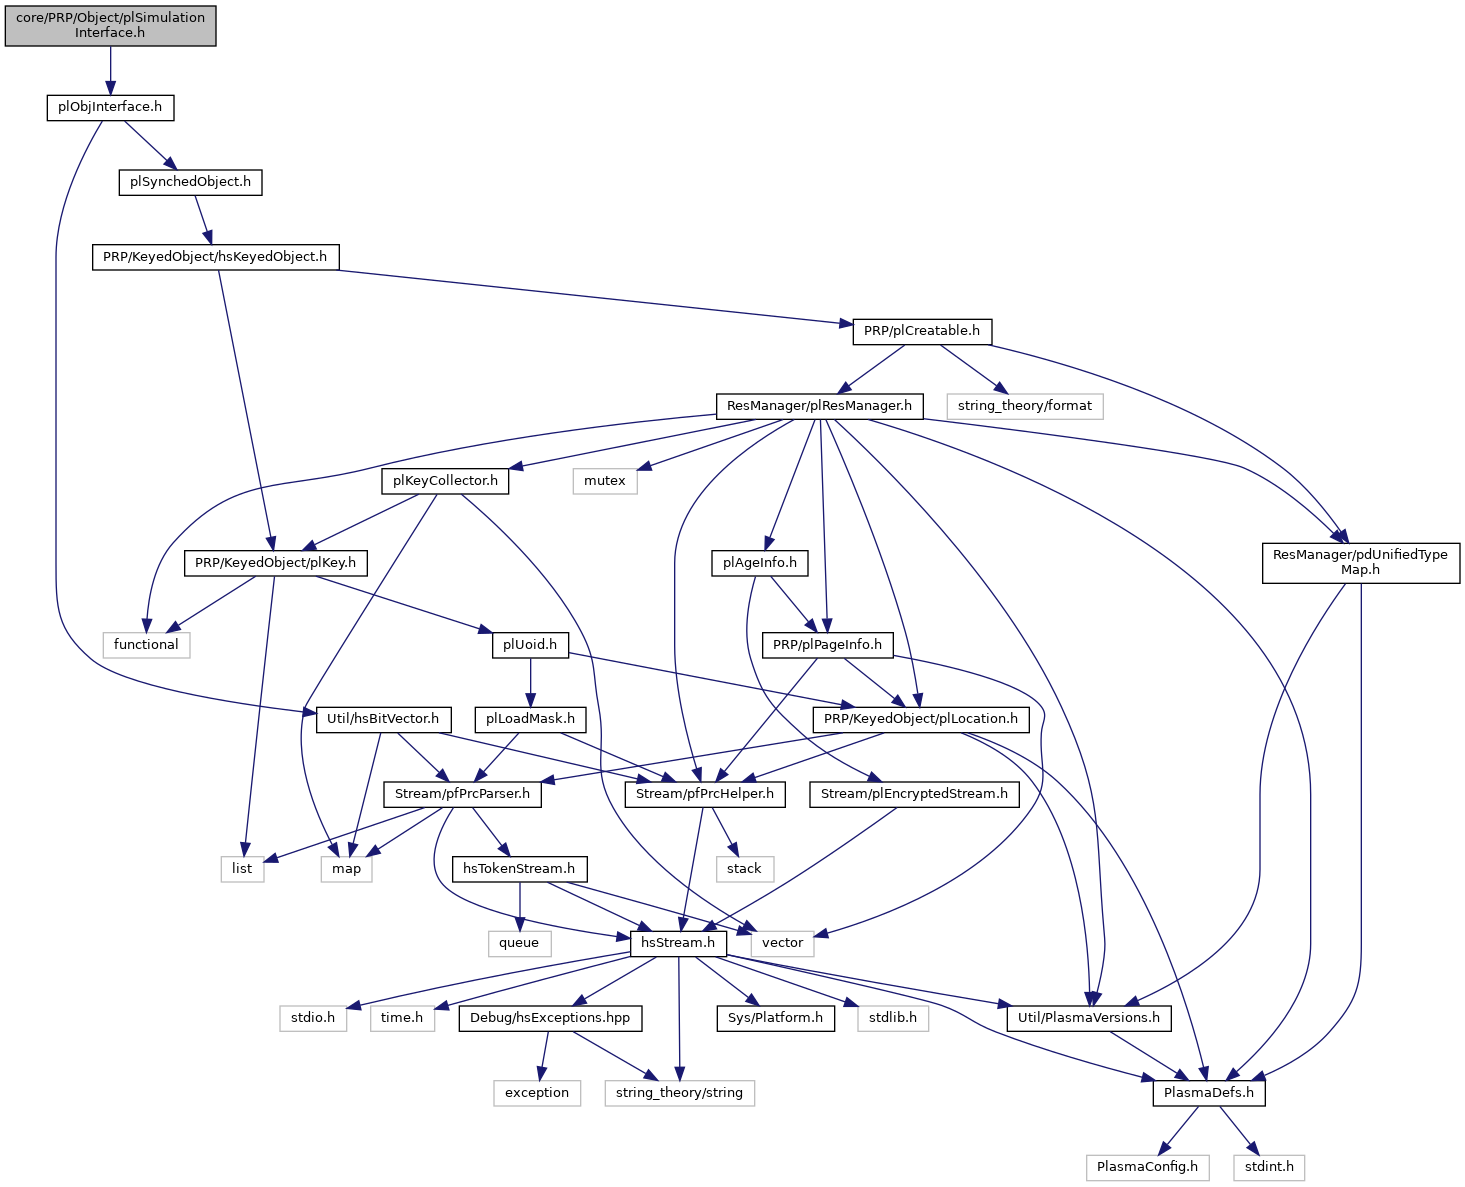 core/PRP/Object/plSimulation
Interface.h
plObjInterface.h
plSynchedObject.h
PRP/KeyedObject/hsKeyedObject.h
PRP/plCreatable.h
ResManager/plResManager.h
string_theory/format
plKeyCollector.h
mutex
PRP/KeyedObject/plKey.h
plAgeInfo.h
ResManager/pdUnifiedType
Map.h
functional
plUoid.h
PRP/plPageInfo.h
Util/hsBitVector.h
plLoadMask.h
PRP/KeyedObject/plLocation.h
Stream/pfPrcParser.h
Stream/pfPrcHelper.h
Stream/plEncryptedStream.h
list
map
hsTokenStream.h
stack
queue
hsStream.h
vector
stdio.h
time.h
Debug/hsExceptions.hpp
Sys/Platform.h
stdlib.h
Util/PlasmaVersions.h
exception
string_theory/string
PlasmaDefs.h
PlasmaConfig.h
stdint.h